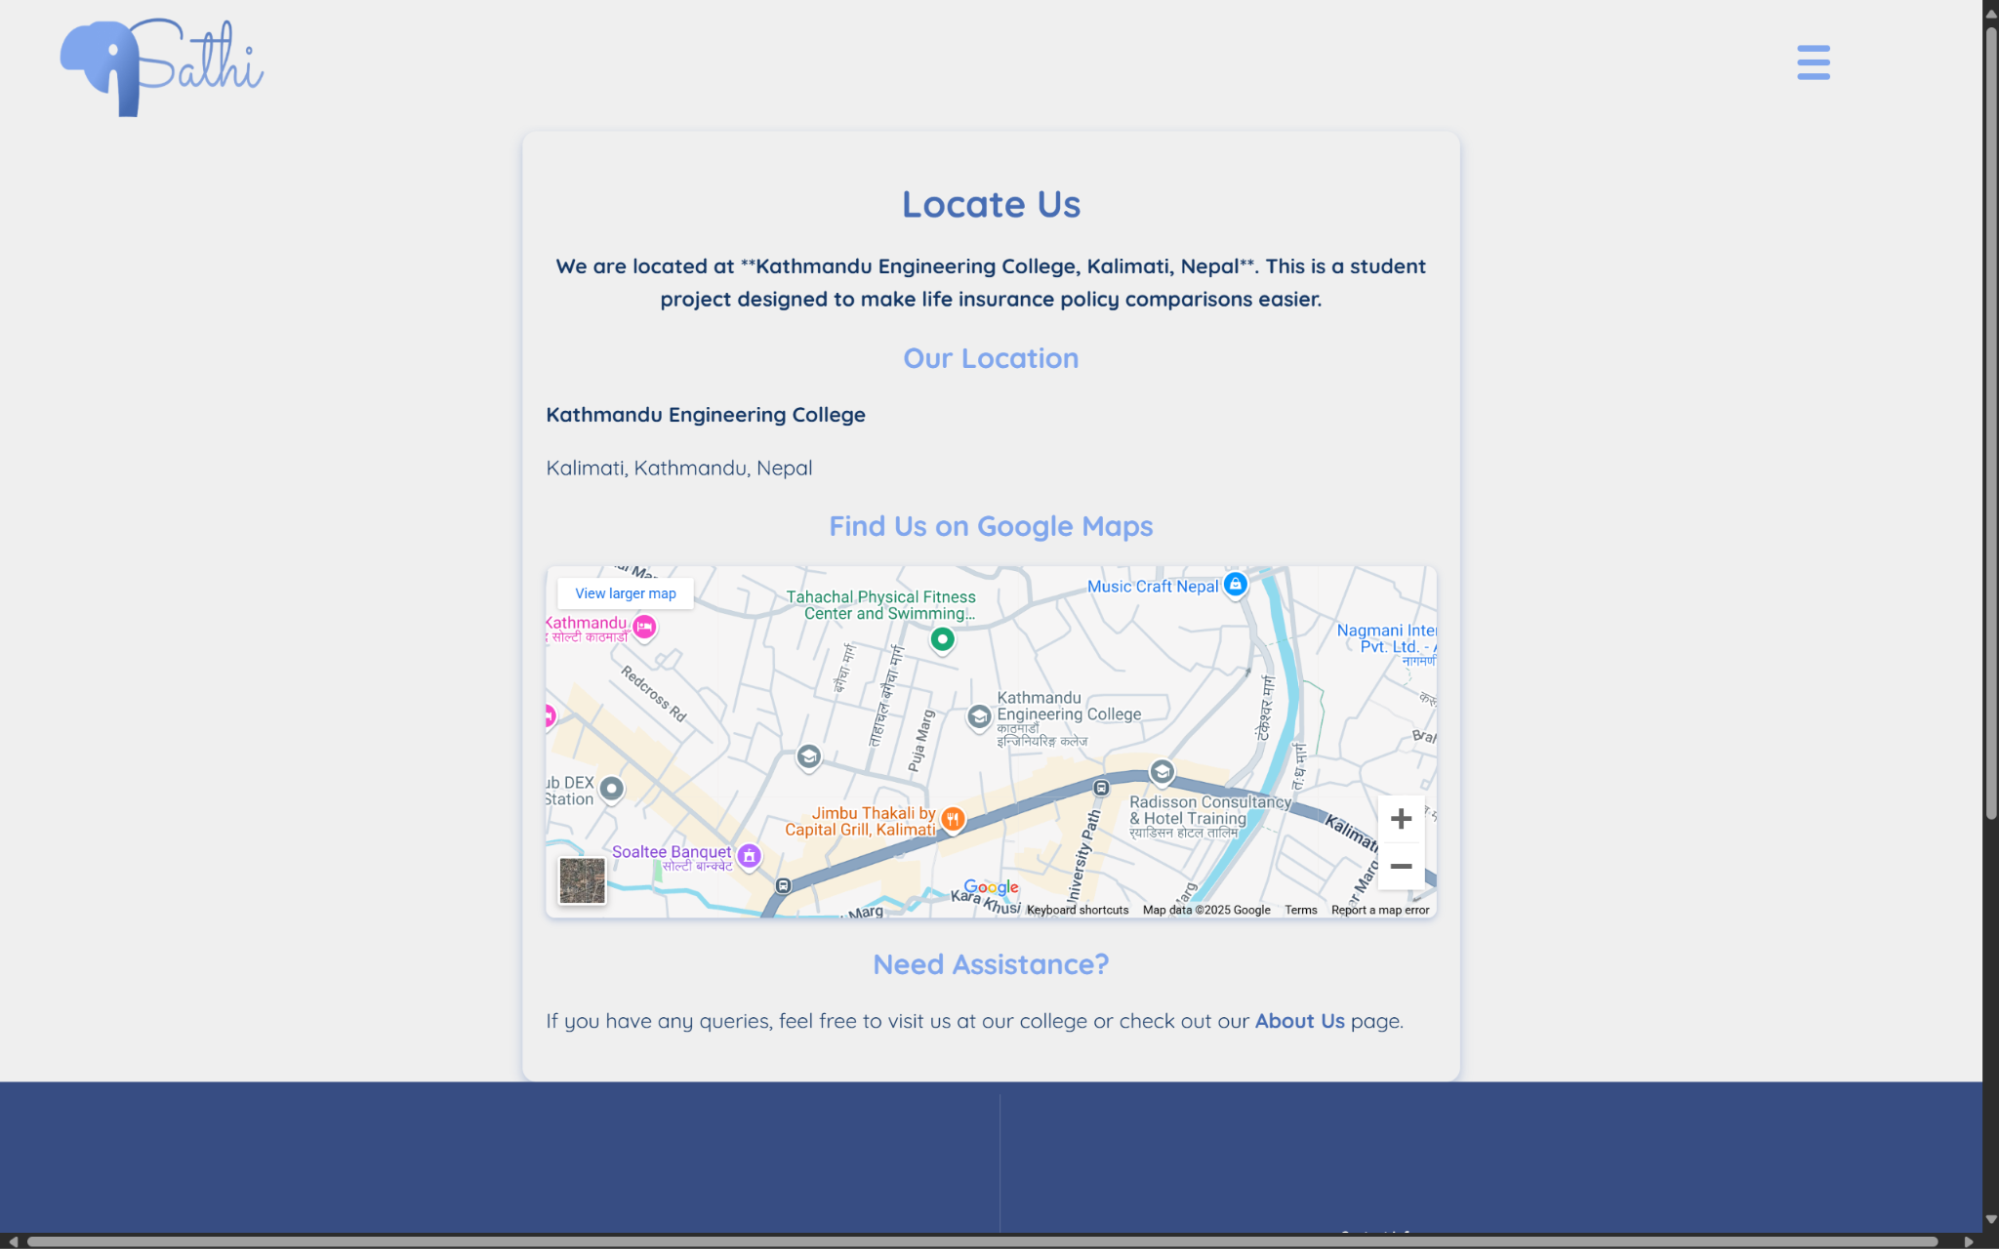 Sathi
Locate Us
We are located at **Kathmandu Engineering College, Kalimati, Nepal**. This is a student
project designed to make life insurance policy comparisons easier.
Our Location
Kathmandu Engineering College
Kalimati, Kathmandu, Nepal
Find Us on Google Maps
View larger map
Kathmandu
सोल्टी काठमाडौं
Redcross Rd
Tahachal Physical Fitness
Center and Swimming...
Music Craft Nepal
Nagmani Inter
Pvt. Ltd. - A
नागमणी
बगैचा मार्ग
ताहाचल बगैचा मार्ग
Puja Marg
Kathmandu
Engineering College
काठमाडौं
इन्जिनियरिङ्ग कलेज
टंकेश्वर मार्ग
ub DEX
Station
Jimbu Thakali by
Capital Grill, Kalimati
Radisson Consultancy
& Hotel Training
र्‍याडिसन होटल तालिम
Kalimati
Soaltee Banquet
सोल्टी बान्क्वेट
University Path
Google
Kara Khusi
Marg
Marg
Keyboard shortcuts
Map data ©2025 Google
Terms
Report a map error
Need Assistance?
If you have any queries, feel free to visit us at our college or check out our About Us page.